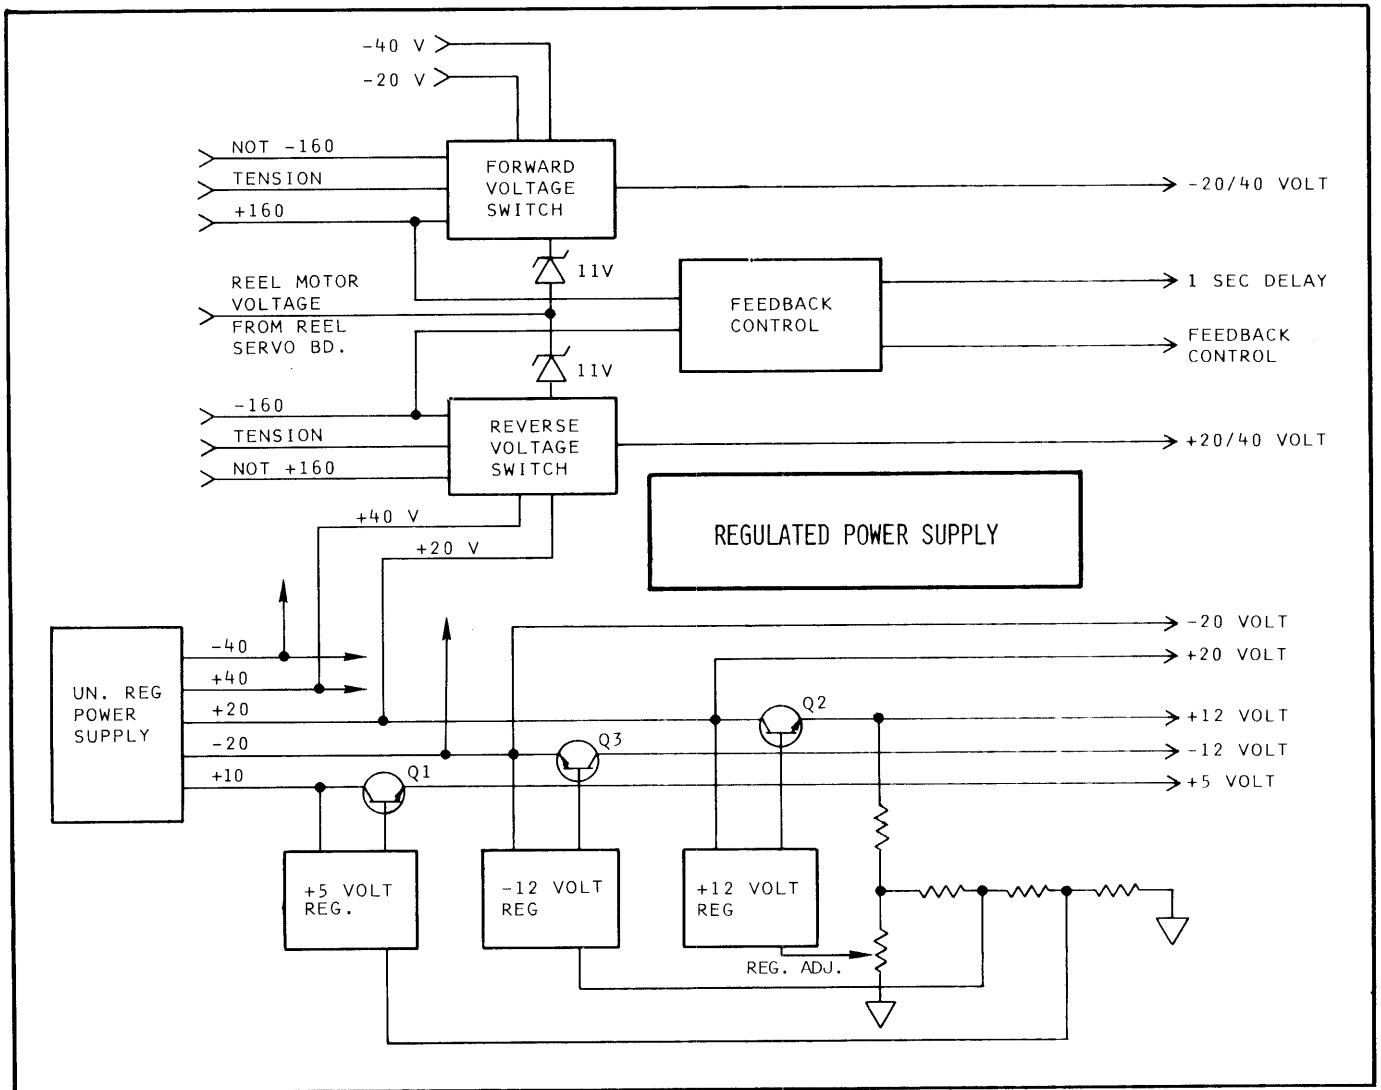 -40 V
-20 V
NOT -160
TENSION
+160
FORWARD
VOLTAGE
SWITCH
-20/40 VOLT
11V
REEL MOTOR
VOLTAGE
FROM REEL
SERVO BD.
FEEDBACK
CONTROL
1 SEC DELAY
FEEDBACK
CONTROL
11V
-160
TENSION
NOT +160
REVERSE
VOLTAGE
SWITCH
+20/40 VOLT
REGULATED POWER SUPPLY
+40 V
+20 V
UN. REG
POWER
SUPPLY
-40
+40
+20
-20
+10
-20 VOLT
+20 VOLT
Q2
+12 VOLT
Q3
-12 VOLT
Q1
+5 VOLT
+5 VOLT
REG.
-12 VOLT
REG
+12 VOLT
REG
REG. ADJ.